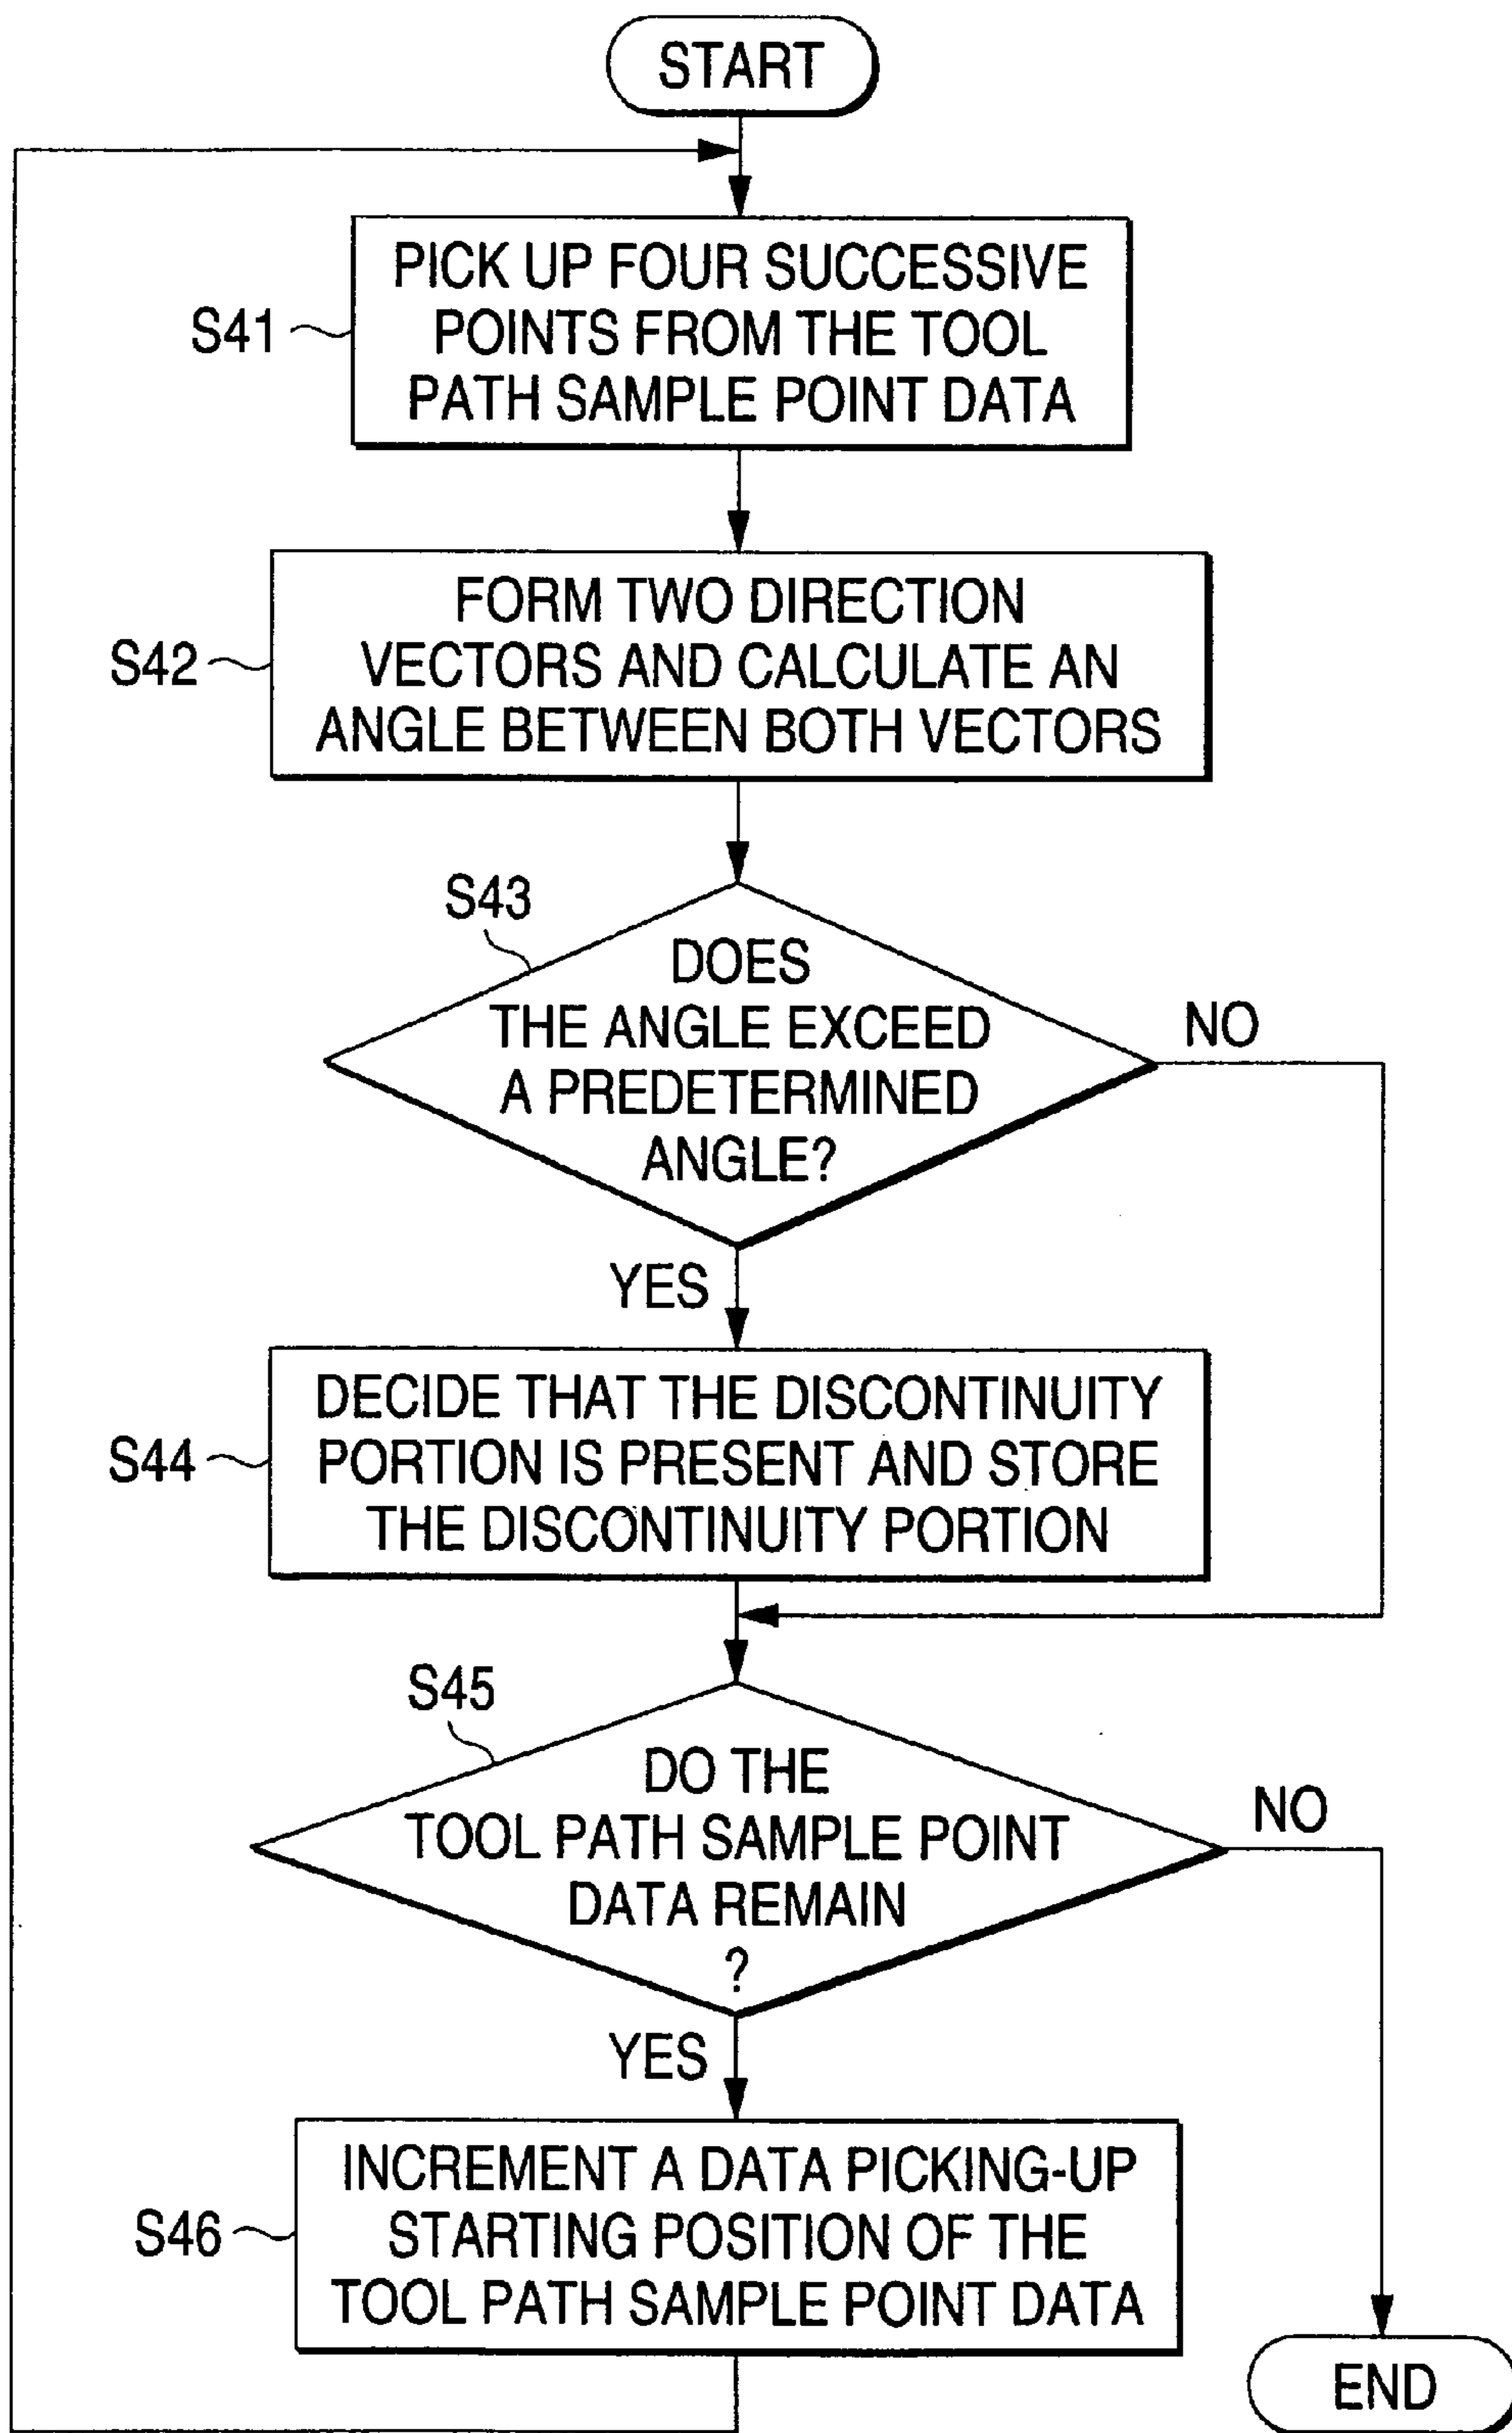 START
PICK UP FOUR SUCCESSIVE
POINTS FROM THE TOOL
PATH SAMPLE POINT DATA
S41
FORM TWO DIRECTION
VECTORS AND CALCULATE AN
ANGLE BETWEEN BOTH VECTORS
S42
S43
DOES
THE ANGLE EXCEED
A PREDETERMINED
ANGLE?
NO
YES
DECIDE THAT THE DISCONTINUITY
PORTION IS PRESENT AND STORE
THE DISCONTINUITY PORTION
S44
S45
DO THE
TOOL PATH SAMPLE POINT
DATA REMAIN
?
NO
YES
INCREMENT A DATA PICKING-UP
STARTING POSITION OF THE
TOOL PATH SAMPLE POINT DATA
S46
END